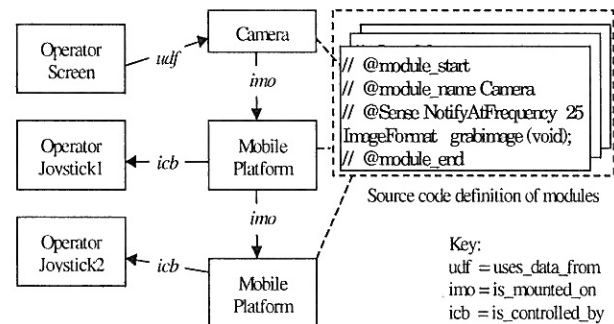 Operator
Screen
udf
Camera
imo
Operator
Joystick1
icb
Mobile
Platform
imo
Operator
Joystick2
icb
Mobile
Platform
// @module_start
// @module_name Camera
// @Sense NotifyAtFrequency 25
ImageFormat grabimage (void);
// @module_end
Source code definition of modules
Key:
udf = uses_data_from
imo = is_mounted_on
icb = is_controlled_by